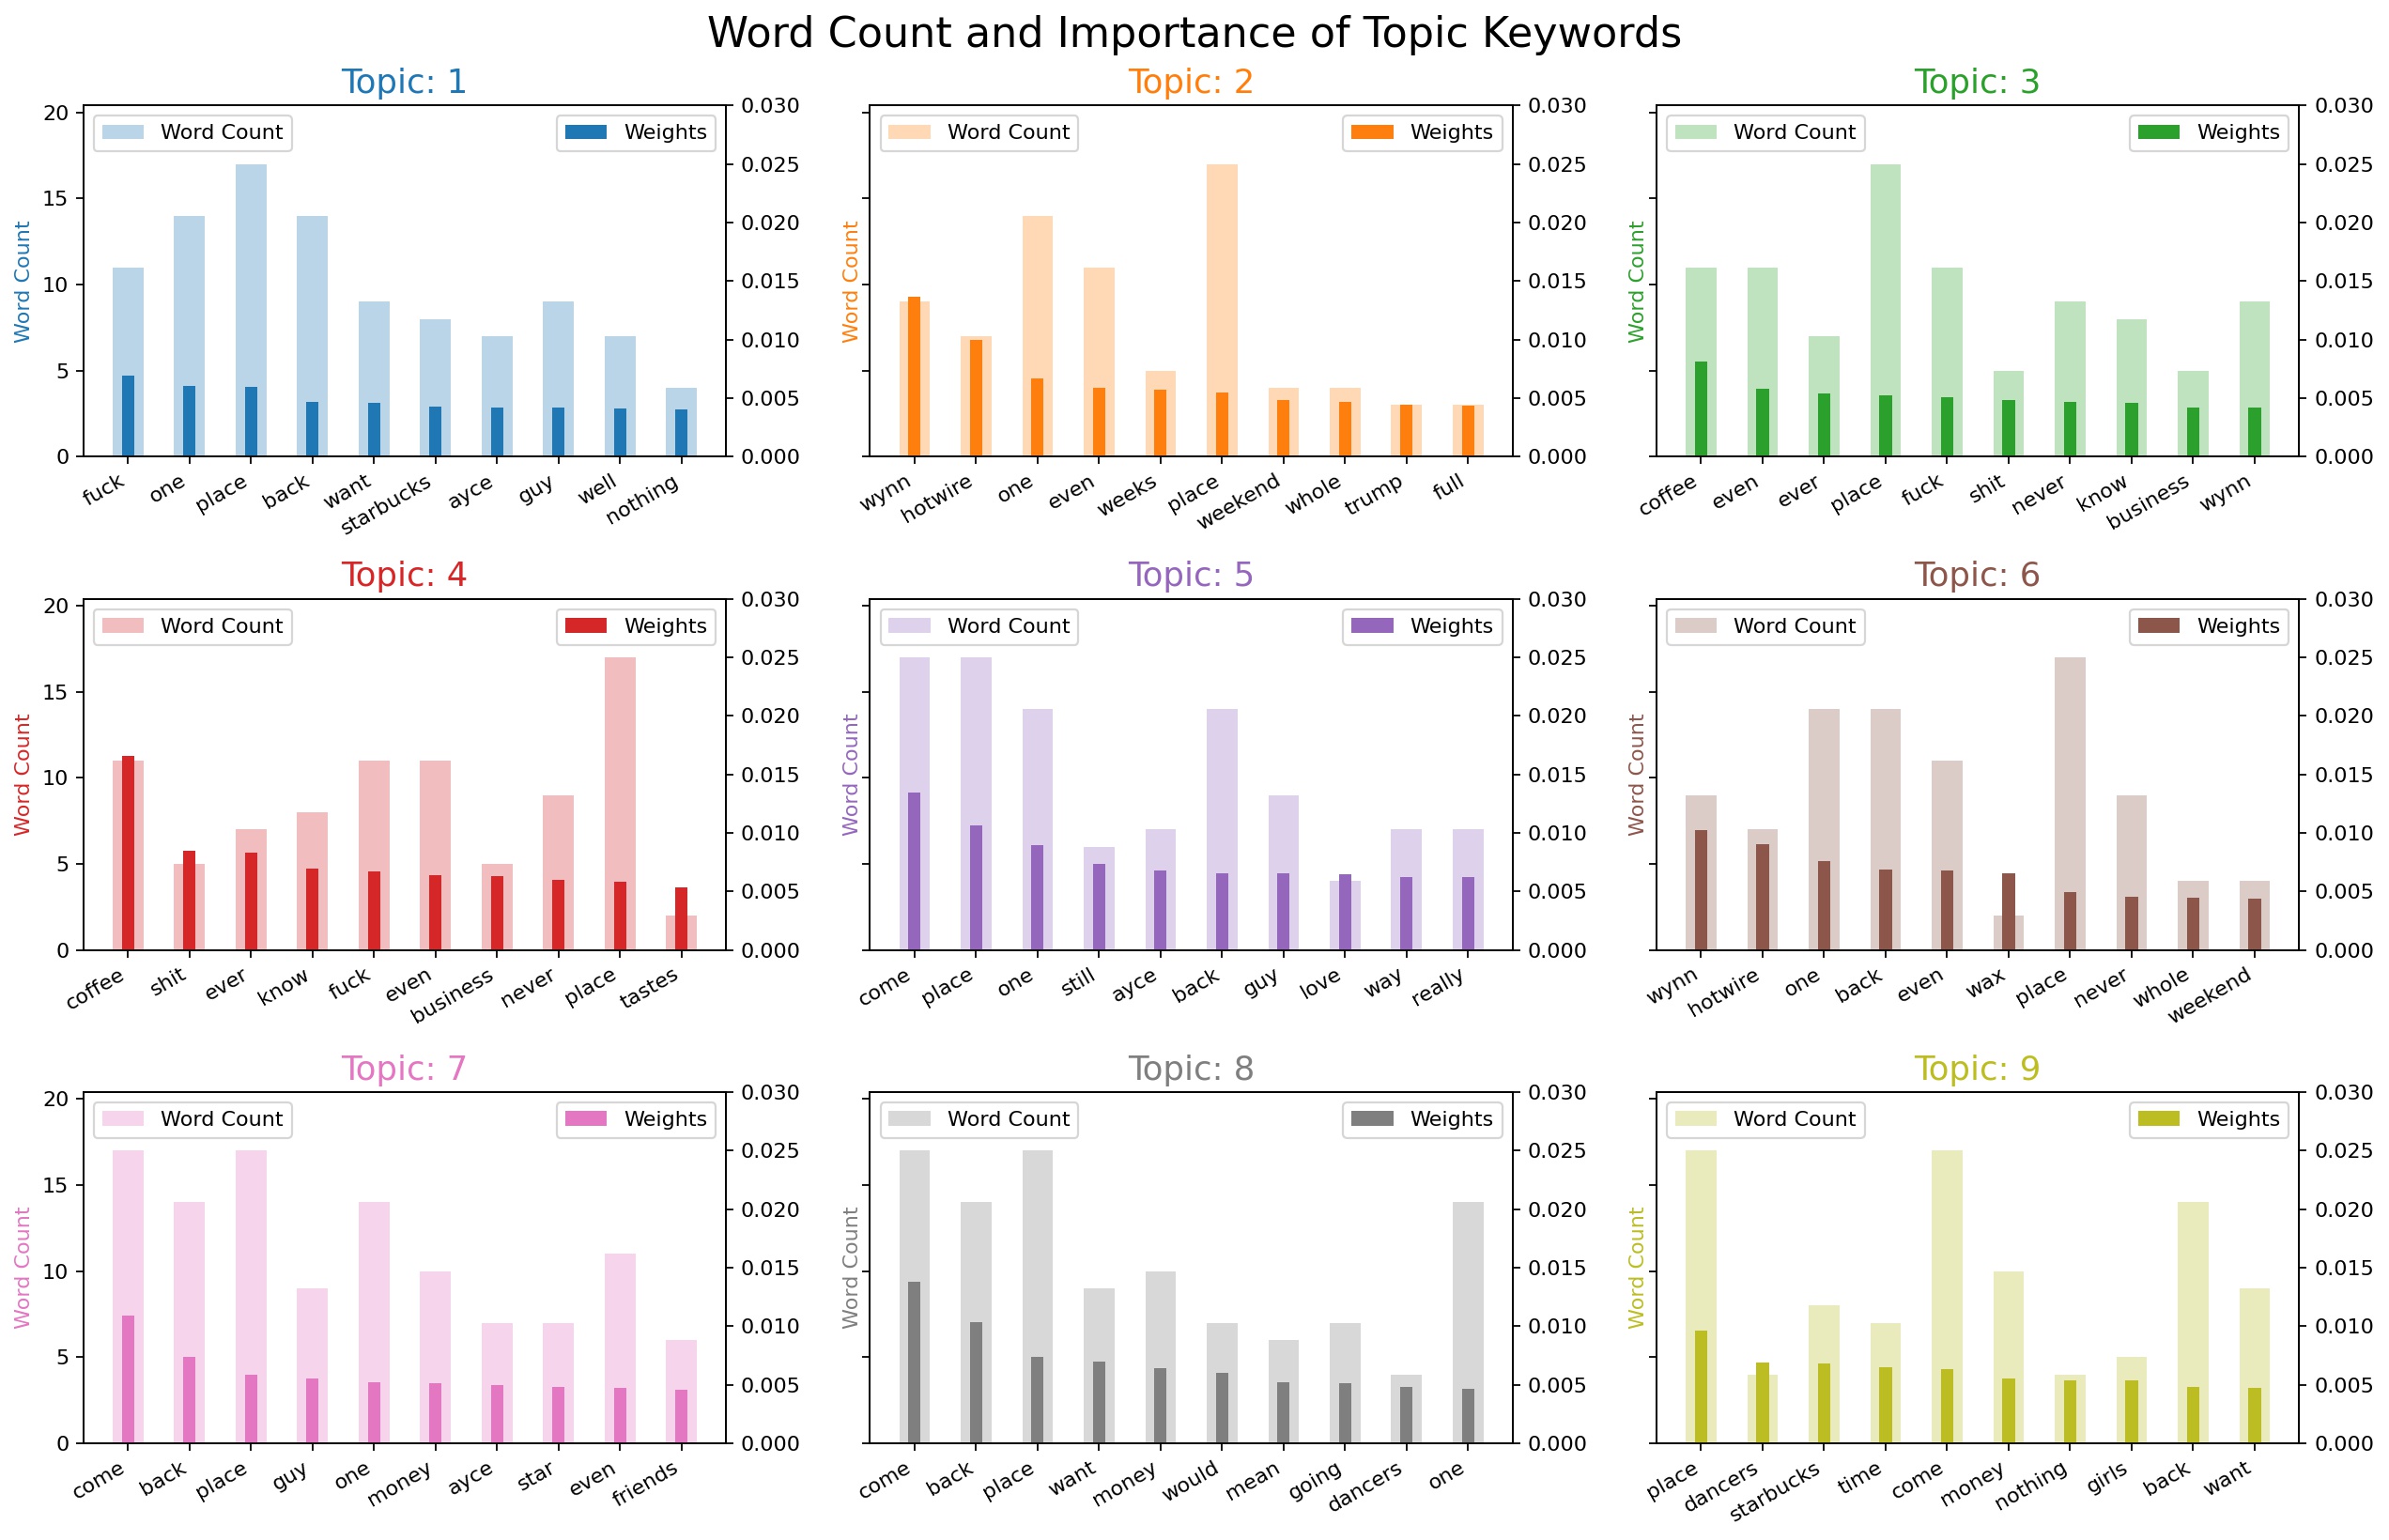 Word Count and Importance of Topic Keywords
Topic: 1
Word Count
Weights
Word Count
20
15
10
5
0
0.030
0.025
0.020
0.015
0.010
0.005
0.000
fuck one place back want starbucks ayce guy well nothing
Topic: 2
Word Count
Weights
Word Count
0.030
0.025
0.020
0.015
0.010
0.005
0.000
wynn hotwire one even weeks place weekend whole trump full
Topic: 3
Word Count
Weights
Word Count
0.030
0.025
0.020
0.015
0.010
0.005
0.000
coffee even ever place fuck shit never know business wynn
Topic: 4
Word Count
Weights
Word Count
20
15
10
5
0
0.030
0.025
0.020
0.015
0.010
0.005
0.000
coffee shit ever know fuck even business never place tastes
Topic: 5
Word Count
Weights
Word Count
0.030
0.025
0.020
0.015
0.010
0.005
0.000
come place one still ayce back guy love way really
Topic: 6
Word Count
Weights
Word Count
0.030
0.025
0.020
0.015
0.010
0.005
0.000
wynn hotwire one back even wax place never whole weekend
Topic: 7
Word Count
Weights
Word Count
20
15
10
5
0
0.030
0.025
0.020
0.015
0.010
0.005
0.000
come back place guy one money ayce star even friends
Topic: 8
Word Count
Weights
Word Count
0.030
0.025
0.020
0.015
0.010
0.005
0.000
come back place want money would mean going dancers one
Topic: 9
Word Count
Weights
Word Count
0.030
0.025
0.020
0.015
0.010
0.005
0.000
place dancers starbucks time come money nothing girls back want